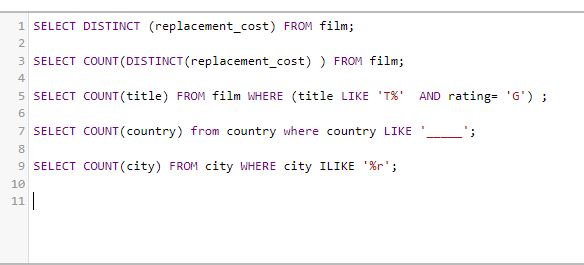 1 SELECT DISTINCT (replacement_cost) FROM film;
2
3 SELECT COUNT(DISTINCT(replacement_cost) ) FROM film;
4
5 SELECT COUNT(title) FROM film WHERE (title LIKE 'T%'  AND rating= 'G') ;
6
7 SELECT COUNT(country) from country where country LIKE '_____';
8
9 SELECT COUNT(city) FROM city WHERE city ILIKE '%r';
10
11